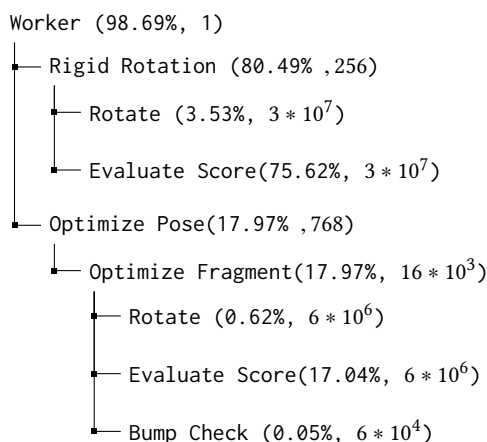 Worker (98.69%, 1)
Rigid Rotation (80.49% ,256)
Rotate (3.53%, 3 ∗ 10⁷)
Evaluate Score(75.62%, 3 ∗ 10⁷)
Optimize Pose(17.97% ,768)
Optimize Fragment(17.97%, 16 ∗ 10³)
Rotate (0.62%, 6 ∗ 10⁶)
Evaluate Score(17.04%, 6 ∗ 10⁶)
Bump Check (0.05%, 6 ∗ 10⁴)